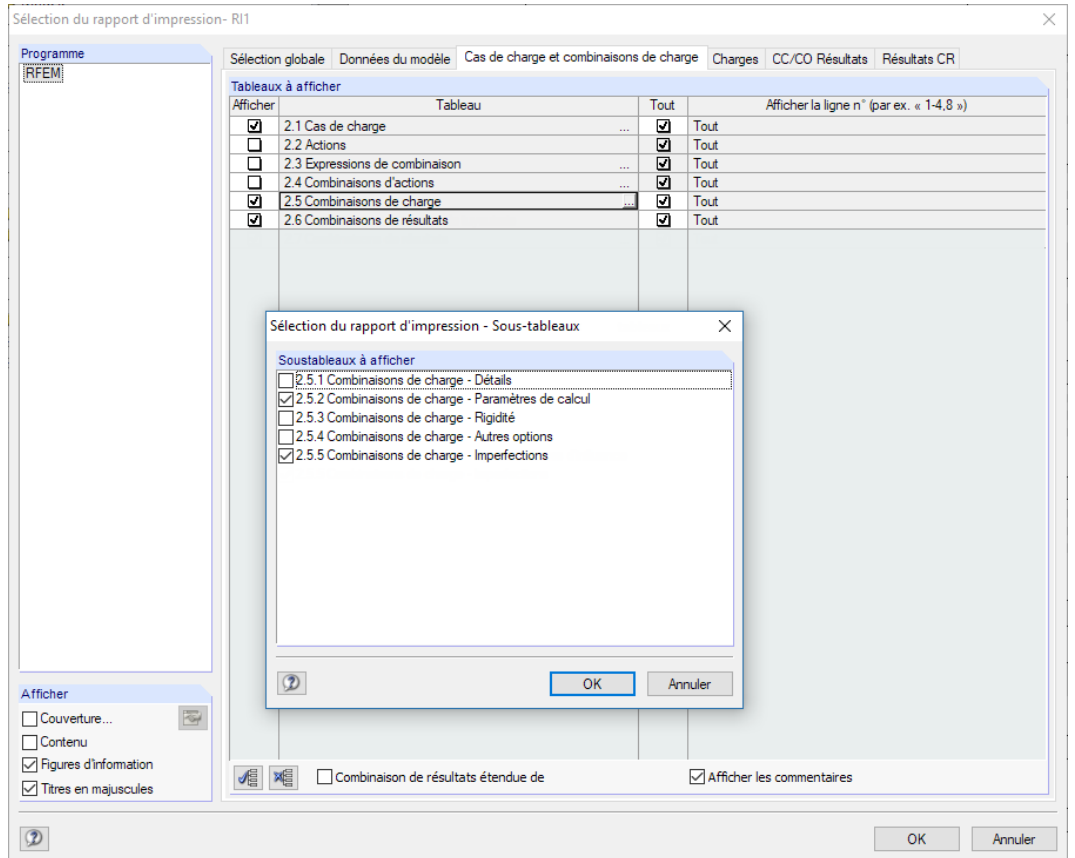 Sélection du rapport d'impression- RI1
Programme
RFEM
Sélection globale Données du modèle Cas de charge et combinaisons de charge Charges CC/CO Résultats Résultats CR
Tableaux à afficher
Afficher Tableau Tout Afficher la ligne n° (par ex. « 1-4,8 »)
2.1 Cas de charge ... Tout
2.2 Actions Tout
2.3 Expressions de combinaison ... Tout
2.4 Combinaisons d'actions ... Tout
2.5 Combinaisons de charge ... Tout
2.6 Combinaisons de résultats Tout
Sélection du rapport d'impression - Sous-tableaux
Soustableaux à afficher
2.5.1 Combinaisons de charge - Détails
2.5.2 Combinaisons de charge - Paramètres de calcul
2.5.3 Combinaisons de charge - Rigidité
2.5.4 Combinaisons de charge - Autres options
2.5.5 Combinaisons de charge - Imperfections
OK Annuler
Afficher
Couverture...
Contenu
Figures d'information
Titres en majuscules
Combinaison de résultats étendue de Afficher les commentaires
OK Annuler